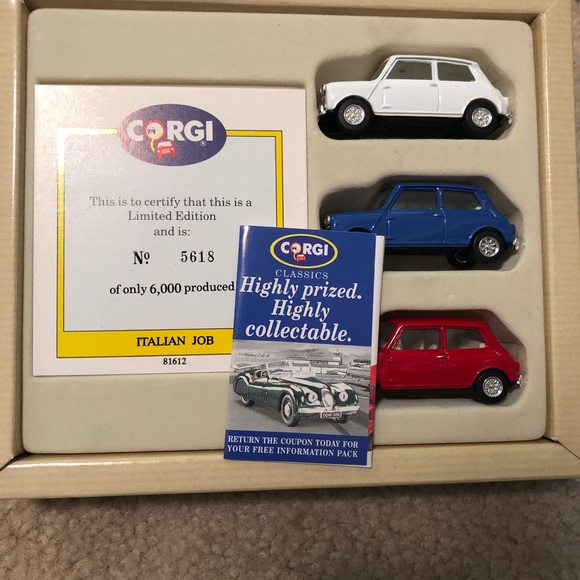 CORGI
This is to certify that this is a
Limited Edition
and is:
No 5618
of only 6,000 produced
ITALIAN JOB
81612
CORGI
CLASSICS
Highly prized.
Highly
collectable.
RETURN THE COUPON TODAY FOR
YOUR FREE INFORMATION PACK